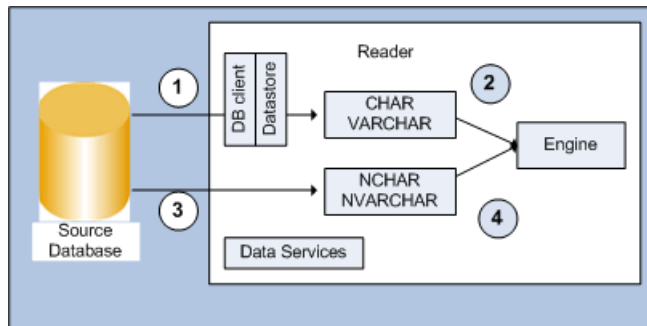 Reader
1
DB client
Datastore
CHAR
VARCHAR
2
Engine
3
NCHAR
NVARCHAR
4
Source
Database
Data Services